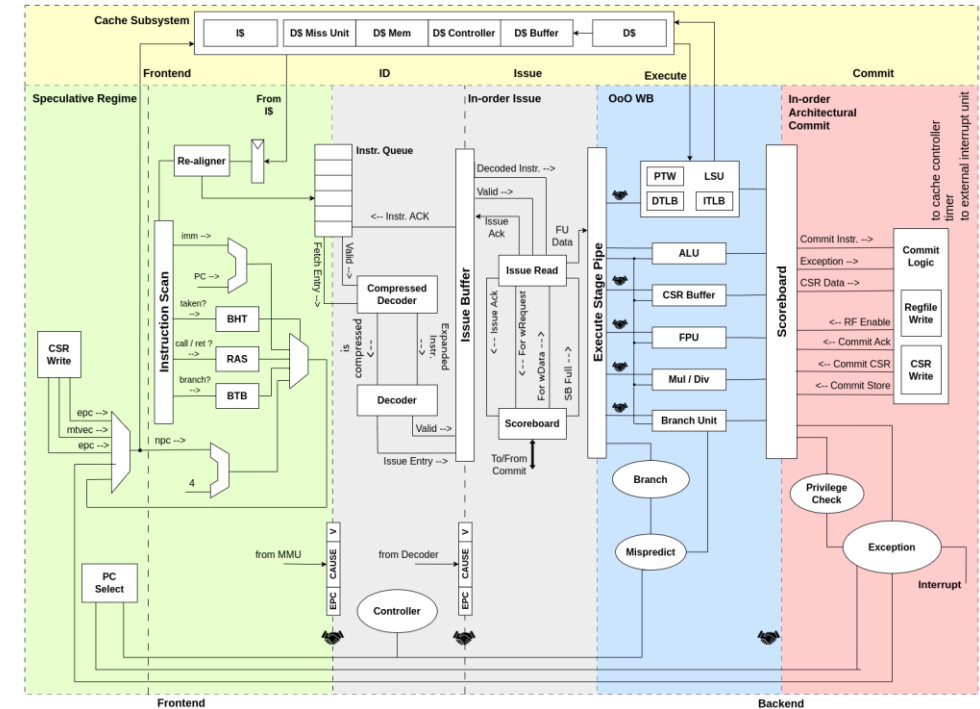 Cache Subsystem
I$
D$ Miss Unit
D$ Mem
D$ Controller
D$ Buffer
D$
Frontend
ID
Issue
Execute
Commit
Speculative Regime
From
I$
In-order Issue
OoO WB
In-order
Architectural
Commit
to cache controller
timer
to external interrupt unit
Re-aligner
Instr. Queue
Instruction Scan
imm -->
PC -->
taken?
-->
BHT
call / ret ?
-->
RAS
branch?
-->
BTB
CSR
Write
epc -->
mtvec -->
epc -->
npc -->
4
PC
Select
<-- Instr. ACK
Fetch Entry -->
Valid -->
Compressed
Decoder
is
compressed
<---
Expanded
Instr.
<---
Decoder
Valid -->
Issue Entry -->
Issue Buffer
Decoded Instr. -->
Valid -->
Issue
Ack
FU
Data
Issue Read
<--- Issue Ack
<--- For wRequest
For wData --->
SB Full --->
Scoreboard
To/From
Commit
Execute Stage Pipe
PTW
LSU
DTLB
ITLB
ALU
CSR Buffer
FPU
Mul / Div
Branch Unit
Branch
Mispredict
Scoreboard
Commit Instr. -->
Exception -->
CSR Data -->
<-- RF Enable
<-- Commit Ack
<-- Commit CSR
<-- Commit Store
Commit
Logic
Regfile
Write
CSR
Write
Privilege
Check
Exception
Interrupt
from MMU
V
CAUSE
EPC
from Decoder
V
CAUSE
EPC
Controller
Frontend
Backend